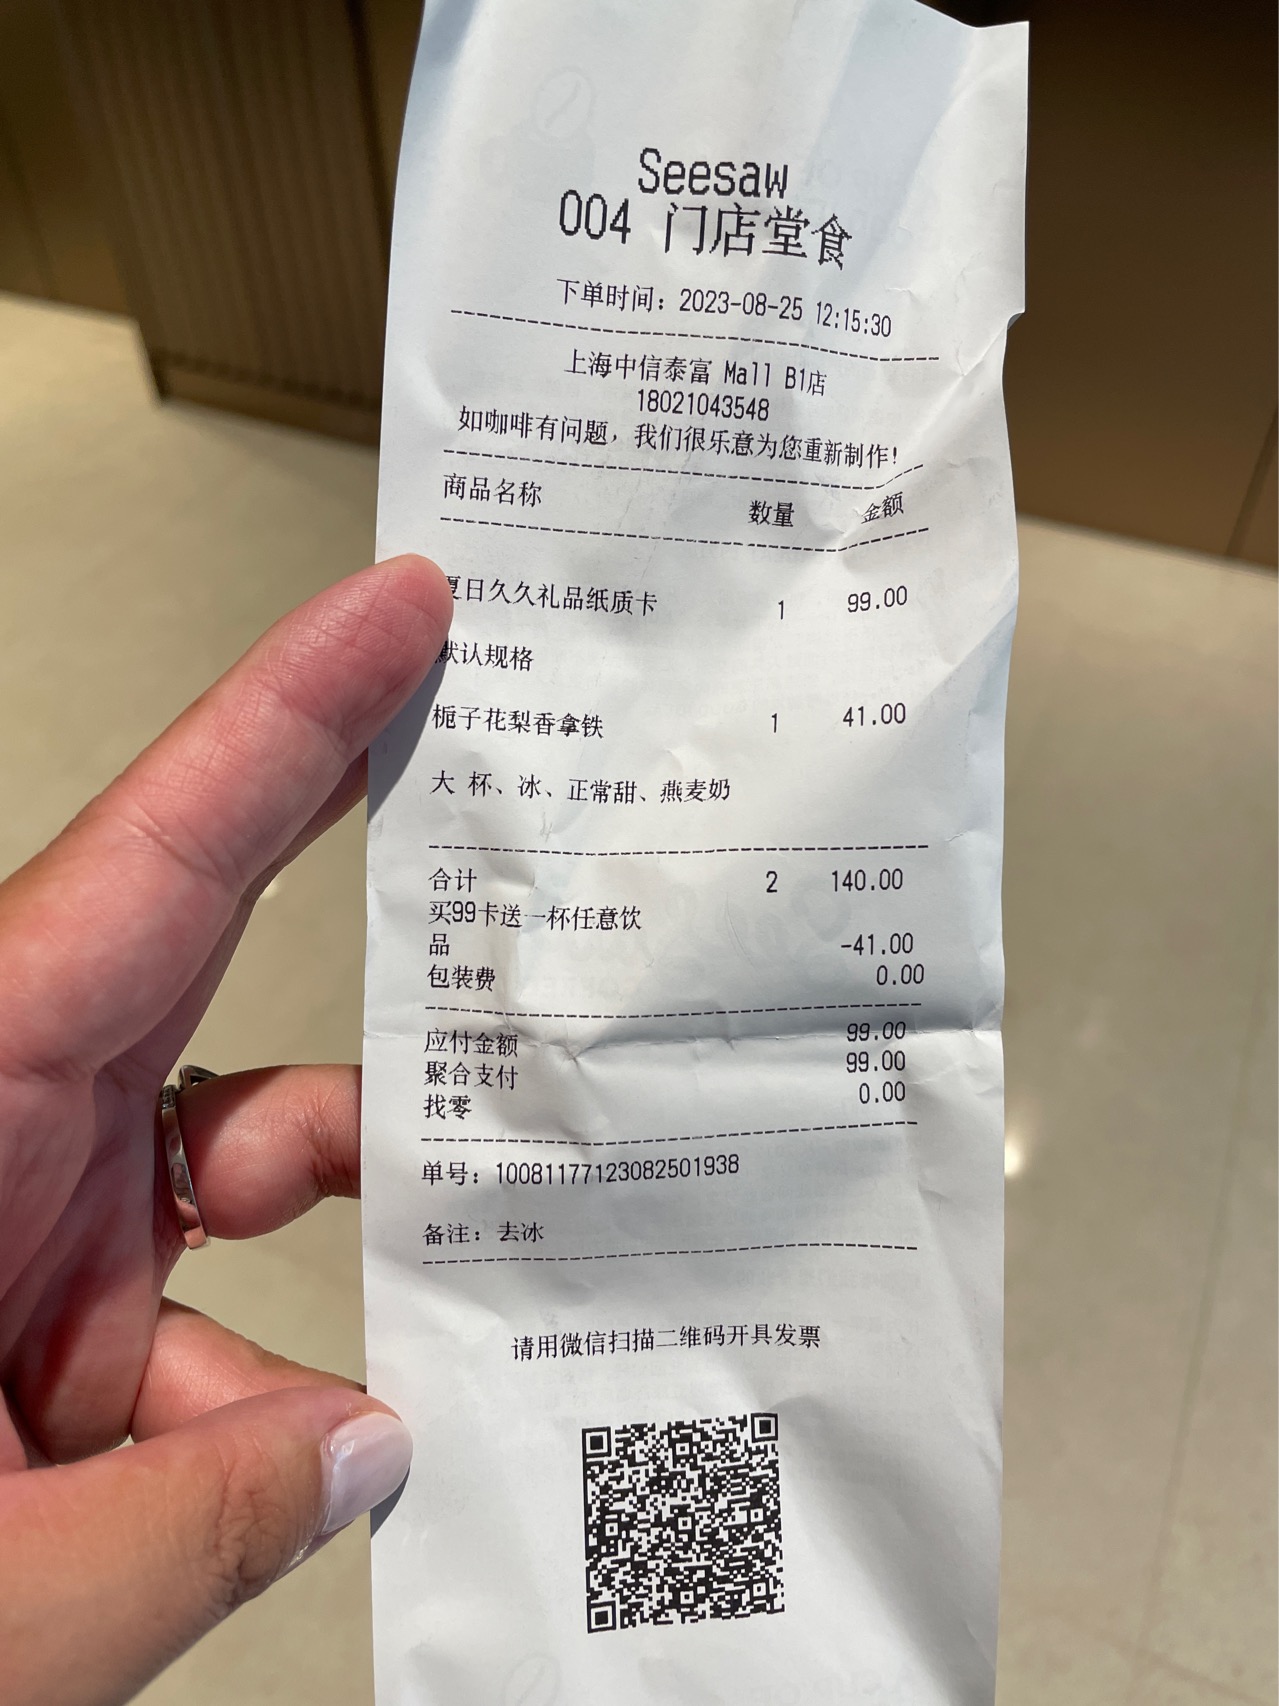 Seesaw
004 门店堂食
下单时间：2023-08-25 12:15:30
上海中信泰富 Mall B1店
18021043548
如咖啡有问题，我们很乐意为您重新制作！
商品名称 数量 金额
夏日久久礼品纸质卡 1 99.00
默认规格
栀子花梨香拿铁 1 41.00
大 杯、冰、正常甜、燕麦奶
合计 2 140.00
买99卡送一杯任意饮
品 -41.00
包装费 0.00
应付金额 99.00
聚合支付 99.00
找零 0.00
单号：10081177123082501938
备注：去冰
请用微信扫描二维码开具发票